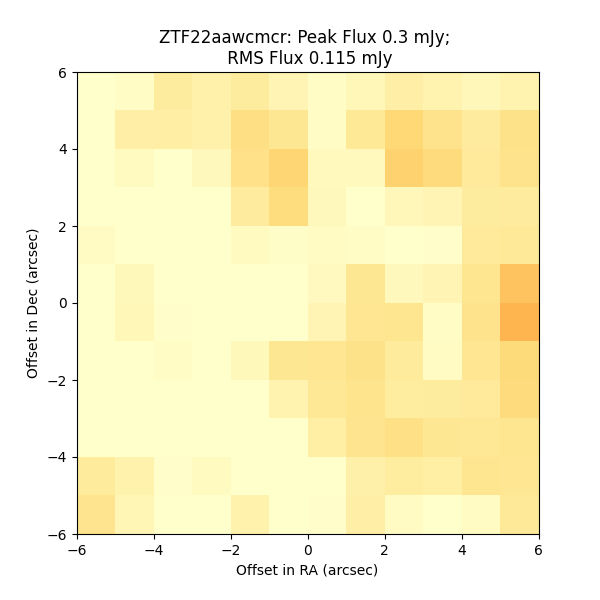 ZTF22aawcmcr: Peak Flux 0.3 mJy;
RMS Flux 0.115 mJy
6
4
2
0
−2
−4
−6
Offset in Dec (arcsec)
−6 −4 −2 0 2 4 6
Offset in RA (arcsec)